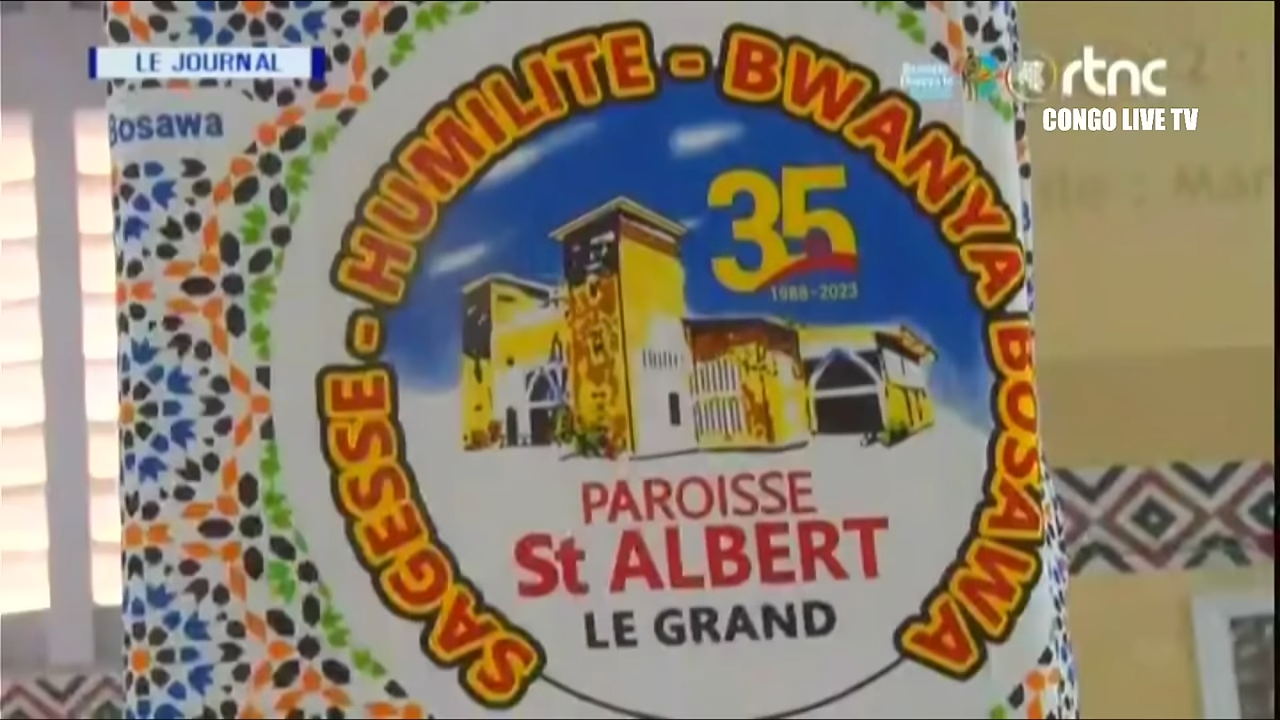 LE JOURNAL
rtnc
CONGO LIVE TV
Bosawa
SAGESSE - HUMILITE - BWANYA BOSAWA
35
1988-2023
PAROISSE
St ALBERT
LE GRAND